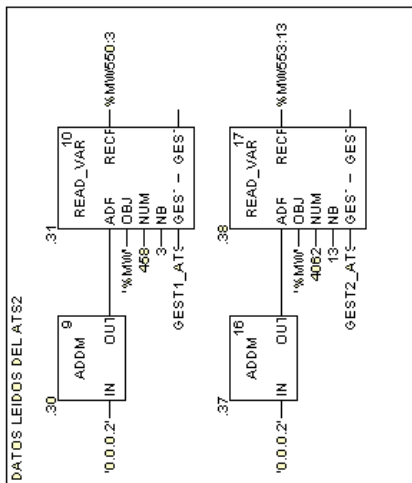 DATOS LEIDOS DEL ATS2
.30
9
ADDM
'0.0.0.2' IN OUT
.31
10
READ_VAR
ADR RECP %MW550:3
'%MW' OBJ
458 NUM
3 NB
GEST1_ATS GEST - GEST
.37
16
ADDM
'0.0.0.2' IN OUT
.38
17
READ_VAR
ADR RECP %MW553:13
'%MW' OBJ
4062 NUM
13 NB
GEST2_ATS GEST - GEST